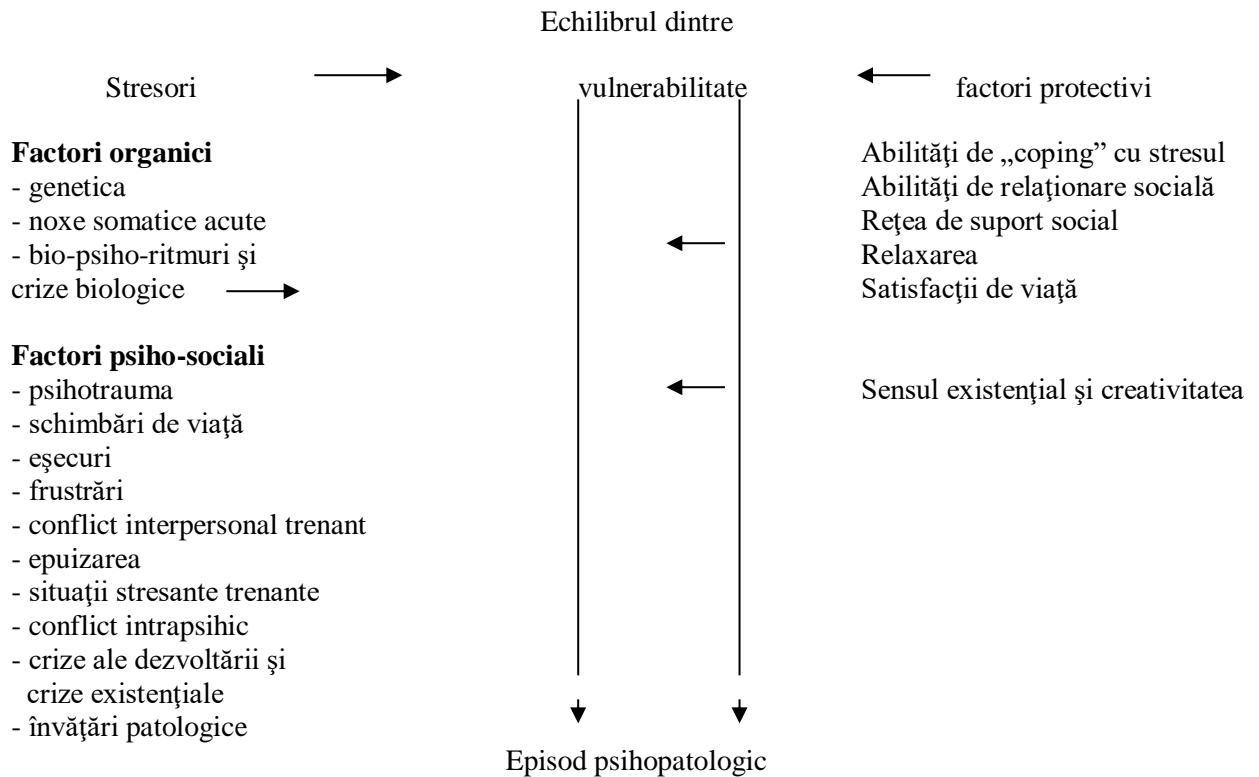 Echilibrul dintre
Stresori
vulnerabilitate
factori protectivi
Factori organici
- genetica
- noxe somatice acute
- bio-psiho-ritmuri şi
crize biologice
Factori psiho-sociali
- psihotrauma
- schimbări de viaţă
- eşecuri
- frustrări
- conflict interpersonal trenant
- epuizarea
- situaţii stresante trenante
- conflict intrapsihic
- crize ale dezvoltării şi
crize existenţiale
- învăţări patologice
Abilităţi de „coping” cu stresul
Abilităţi de relaţionare socială
Reţea de suport social
Relaxarea
Satisfacţii de viaţă
Sensul existenţial şi creativitatea
Episod psihopatologic